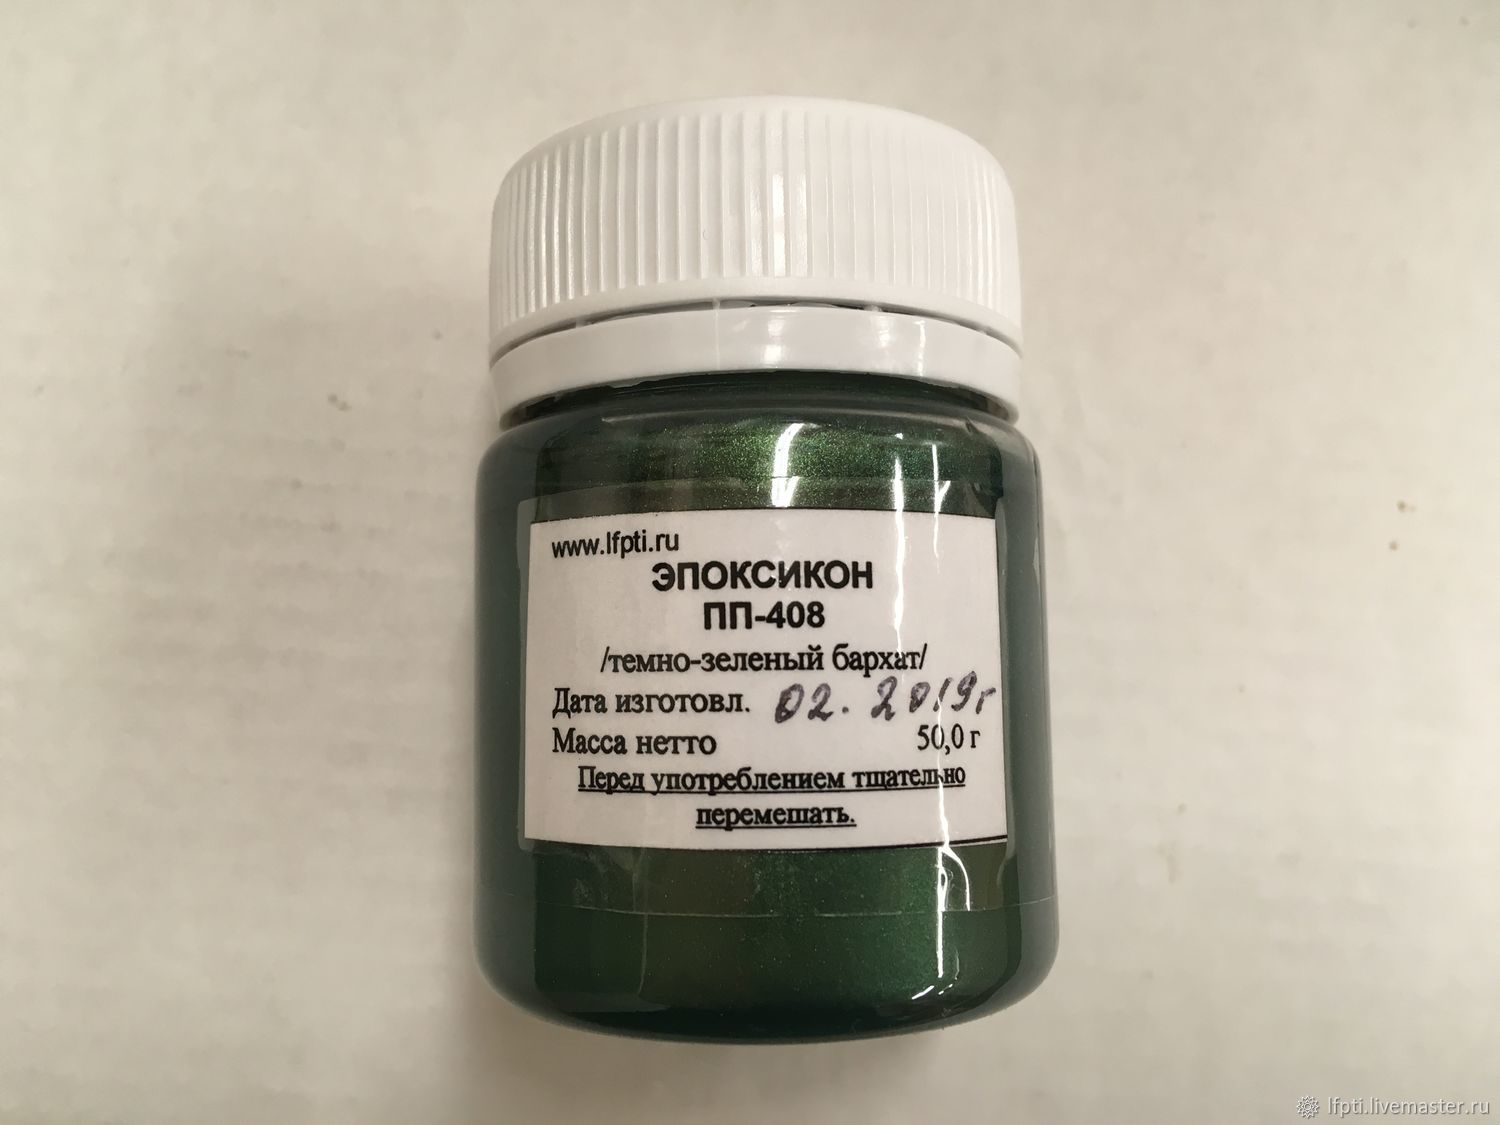 www.lfpti.ru
ЭПОКСИКОН
ПП-408
/темно-зеленый бархат/
Дата изготовл. 02. 2019г
Масса нетто 50,0 г
Перед употреблением тщательно
перемешать.
lfpti.livemaster.ru